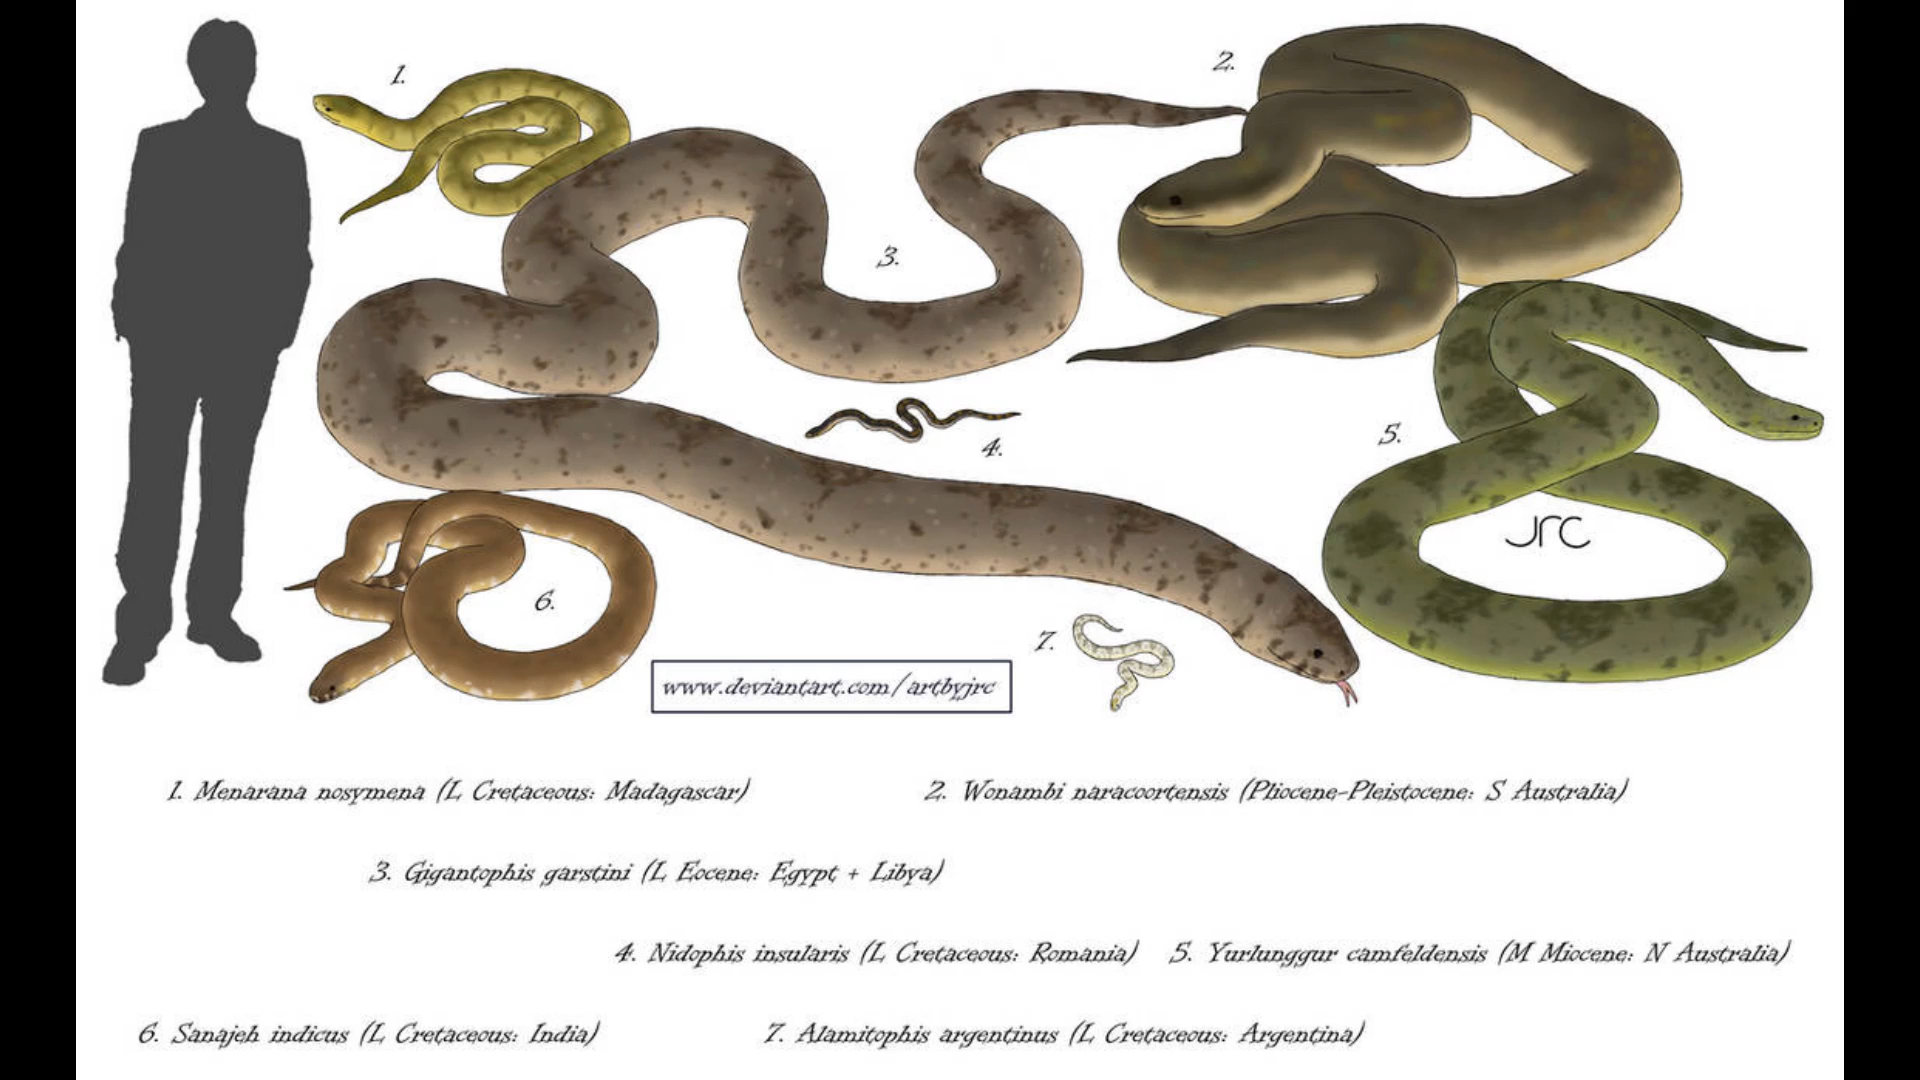 1.
2.
3.
4.
5.
JrC
6.
7.
www.deviantart.com/artbyjrc
1. Menarana nosymena (L Cretaceous: Madagascar)
2. Wonambi naracoortensis (Pliocene-Pleistocene: S Australia)
3. Gigantophis garstini (L Eocene: Egypt + Libya)
4. Nidophis insularis (L Cretaceous: Romania)
5. Yurlunggur camfeldensis (M Miocene: N Australia)
6. Sanajeh indicus (L Cretaceous: India)
7. Alamitophis argentinus (L Cretaceous: Argentina)